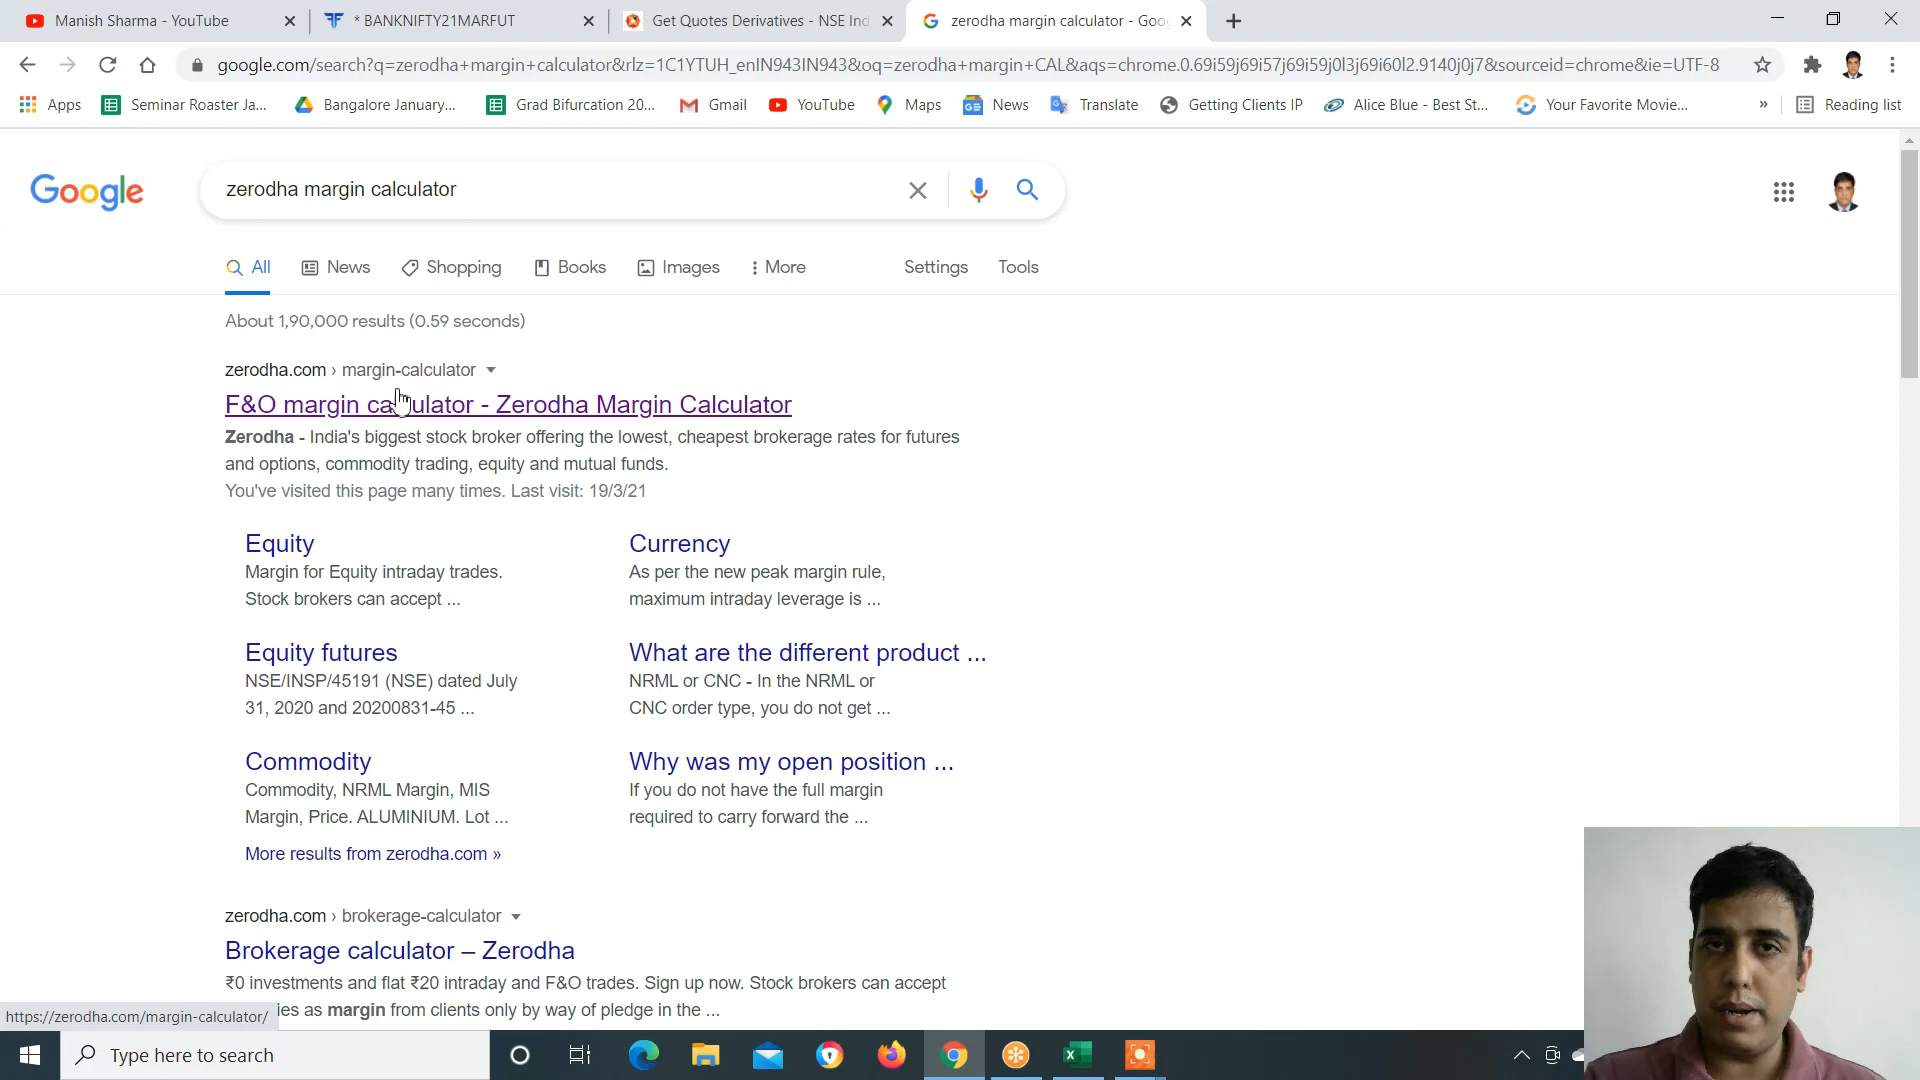 Manish Sharma - YouTube
* BANKNIFTY21MARFUT
Get Quotes Derivatives - NSE Ind
zerodha margin calculator - Goo
google.com/search?q=zerodha+margin+calculator&rlz=1C1YTUH_enIN943IN943&oq=zerodha+margin+CAL&aqs=chrome.0.69i59j69i57j69i59j0l3j69i60l2.9140j0j7&sourceid=chrome&ie=UTF-8
Apps
Seminar Roaster Ja...
Bangalore January...
Grad Bifurcation 20...
Gmail
YouTube
Maps
News
Translate
Getting Clients IP
Alice Blue - Best St...
Your Favorite Movie...
»
Reading list
Google
zerodha margin calculator
All
News
Shopping
Books
Images
More
Settings
Tools
About 1,90,000 results (0.59 seconds)
zerodha.com › margin-calculator
F&O margin calculator - Zerodha Margin Calculator
Zerodha - India's biggest stock broker offering the lowest, cheapest brokerage rates for futures
and options, commodity trading, equity and mutual funds.
You've visited this page many times. Last visit: 19/3/21
Equity
Margin for Equity intraday trades.
Stock brokers can accept ...
Currency
As per the new peak margin rule,
maximum intraday leverage is ...
Equity futures
NSE/INSP/45191 (NSE) dated July
31, 2020 and 20200831-45 ...
What are the different product ...
NRML or CNC - In the NRML or
CNC order type, you do not get ...
Commodity
Commodity, NRML Margin, MIS
Margin, Price. ALUMINIUM. Lot ...
Why was my open position ...
If you do not have the full margin
required to carry forward the ...
More results from zerodha.com »
zerodha.com › brokerage-calculator
Brokerage calculator – Zerodha
₹0 investments and flat ₹20 intraday and F&O trades. Sign up now. Stock brokers can accept
ies as margin from clients only by way of pledge in the ...
https://zerodha.com/margin-calculator/
Type here to search